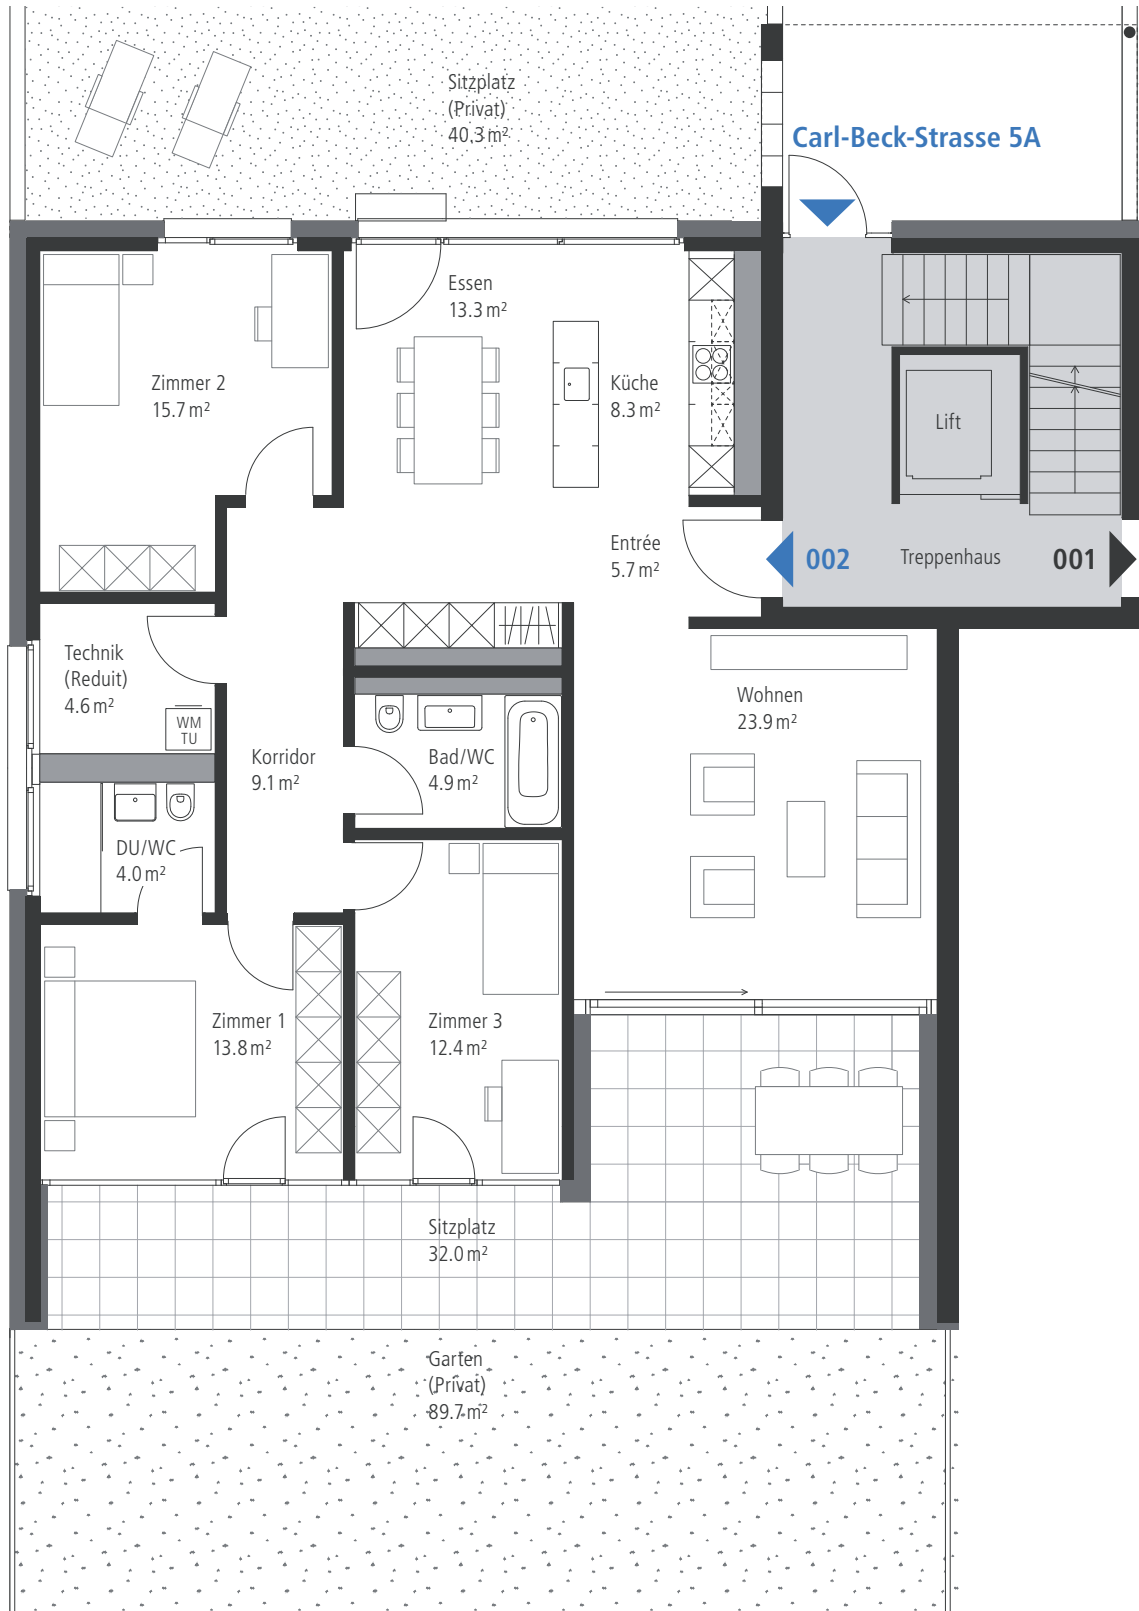 Sitzplatz
(Privat)
40.3 m²
Carl-Beck-Strasse 5A
Essen
13.3 m²
Zimmer 2
15.7 m²
Küche
8.3 m²
Lift
Entrée
5.7 m²
002
Treppenhaus
001
Technik
(Reduit)
4.6 m²
WM
TU
Wohnen
23.9 m²
Korridor
9.1 m²
Bad/WC
4.9 m²
DU/WC
4.0 m²
Zimmer 1
13.8 m²
Zimmer 3
12.4 m²
Sitzplatz
32.0 m²
Garten
(Privat)
89.7 m²